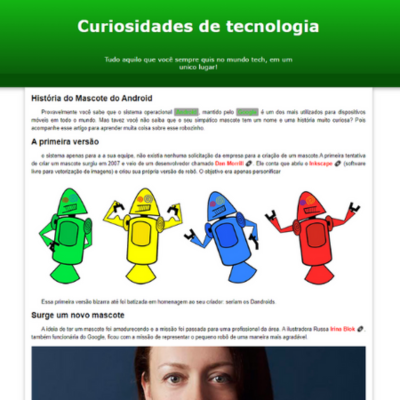 Curiosidades de tecnologia
Tudo aquilo que você sempre quis no mundo tech, em um
unico lugar!
História do Mascote do Android
Provavelmente você sabe que o sistema operacional mantido pelo é um dos mais utilizados para dispositivos
móveis em todo o mundo. Mas tavez você não saiba que o seu simpático mascote tem um nome e uma história muito curiosa? Pois
acompanhe esse artigo para aprender muita coisa sobre esse robozinho.
A primeira versão
o sistema apenas para a sua equipe, não existia nenhuma solicitação da empresa para a criação de um mascote.A primeira tentativa
de criar um mascote surgiu em 2007 e veio de um desenvolvedor chamado Dan Morrill . Ele conta que abriu o Inkscape (software
livre para vetorização de imagens) e criou sua própria versão de robô. O objetivo era apenas personificar
Essa primeira versão bizarra até foi batizada em homenagem ao seu criador: seriam os Dandroids.
Surge um novo mascote
A ideia de ter um mascote foi amadurecendo e a missão foi passada para uma profissional da área. A ilustradora Russa Irina Blok ,
também funcionária do Google, ficou com a missão de representar o pequeno robô de uma maneira mais agradável.